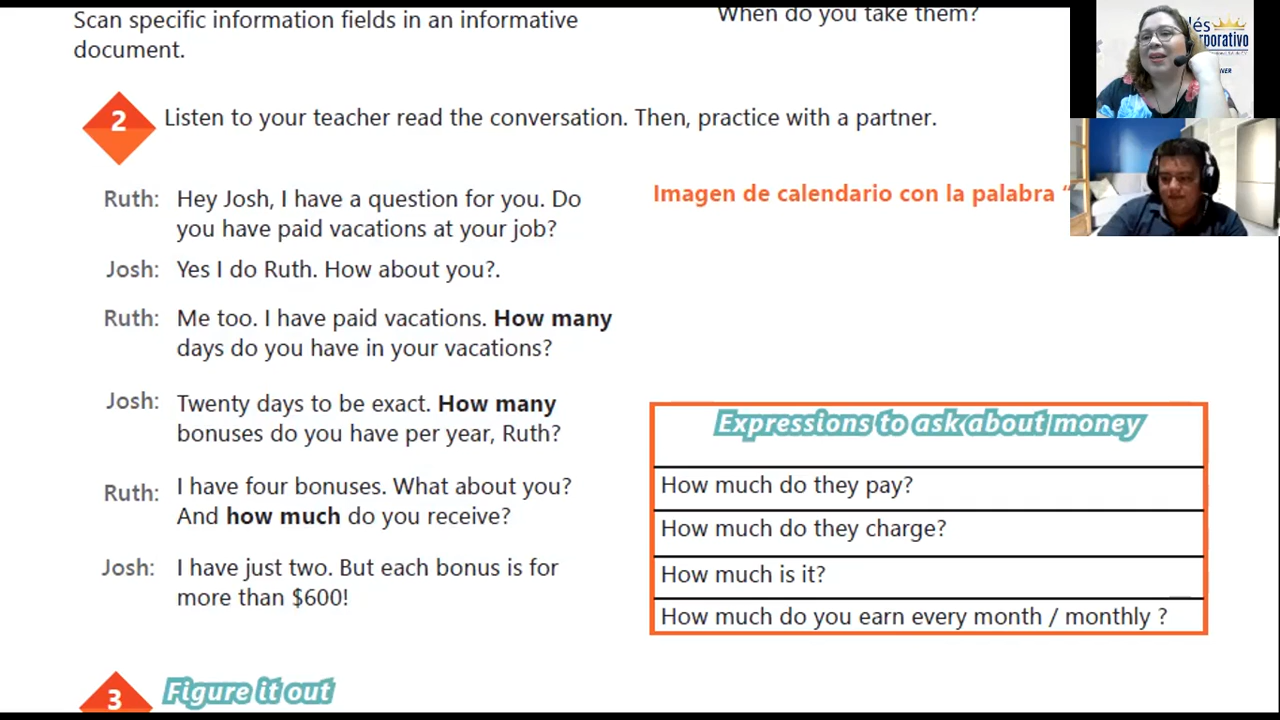 Scan specific information fields in an informative
document.
When do you take them?
lés
rporativo
NER
2
Listen to your teacher read the conversation. Then, practice with a partner.
Ruth: Hey Josh, I have a question for you. Do
you have paid vacations at your job?
Imagen de calendario con la palabra “
Josh: Yes I do Ruth. How about you?.
Ruth: Me too. I have paid vacations. How many
days do you have in your vacations?
Josh: Twenty days to be exact. How many
bonuses do you have per year, Ruth?
Ruth: I have four bonuses. What about you?
And how much do you receive?
Josh: I have just two. But each bonus is for
more than $600!
Expressions to ask about money
How much do they pay?
How much do they charge?
How much is it?
How much do you earn every month / monthly ?
3
Figure it out